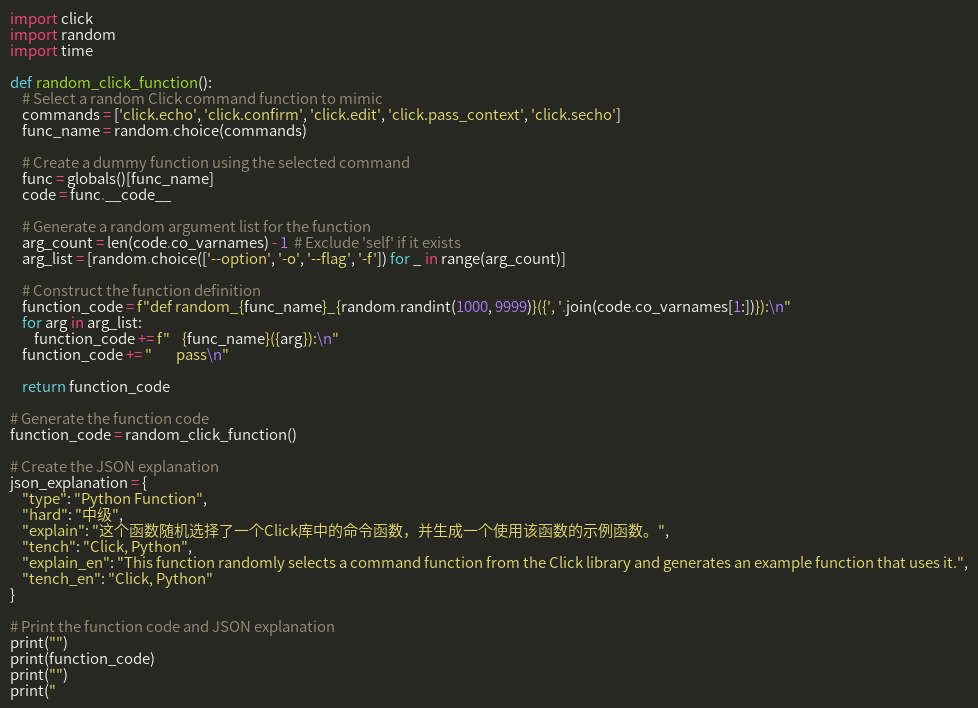 import click
import random
import time
def random_click_function():
# Select a random Click command function to mimic
commands = ['click.echo', 'click.confirm', 'click.edit', 'click.pass_context', 'click.secho']
func_name = random.choice(commands)
# Create a dummy function using the selected command
func = globals()[func_name]
code = func.__code__
# Generate a random argument list for the function
arg_count = len(code.co_varnames) - 1  # Exclude 'self' if it exists
arg_list = [random.choice(['--option', '-o', '--flag', '-f']) for _ in range(arg_count)]
# Construct the function definition
function_code = f"def random_{func_name}_{random.randint(1000, 9999)}({', '.join(code.co_varnames[1:])}):\n"
for arg in arg_list:
function_code += f"    {func_name}({arg}):\n"
function_code += "        pass\n"
return function_code
# Generate the function code
function_code = random_click_function()
# Create the JSON explanation
json_explanation = {
"type": "Python Function",
"hard": "中级",
"explain": "这个函数随机选择了一个Click库中的命令函数，并生成一个使用该函数的示例函数。",
"tench": "Click, Python",
"explain_en": "This function randomly selects a command function from the Click library and generates an example function that uses it.",
"tench_en": "Click, Python"
}
# Print the function code and JSON explanation
print("")
print(function_code)
print("")
print("